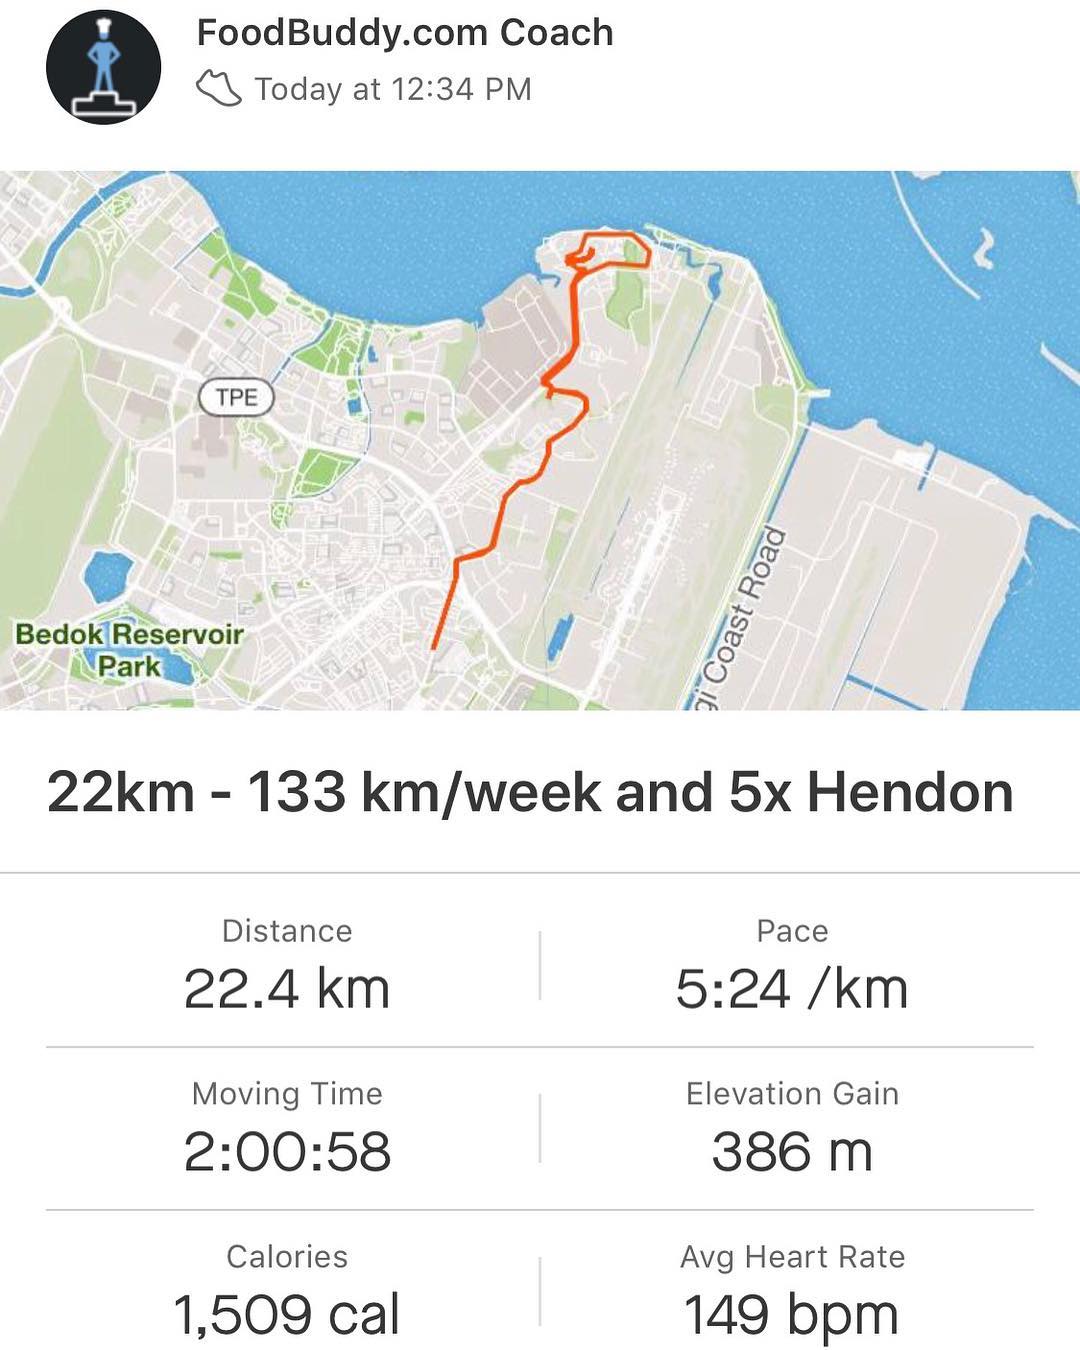 FoodBuddy.com Coach
Today at 12:34 PM
TPE
Bedok Reservoir
Park
gi Coast Road
22km - 133 km/week and 5x Hendon
Distance
22.4 km
Pace
5:24 /km
Moving Time
2:00:58
Elevation Gain
386 m
Calories
1,509 cal
Avg Heart Rate
149 bpm